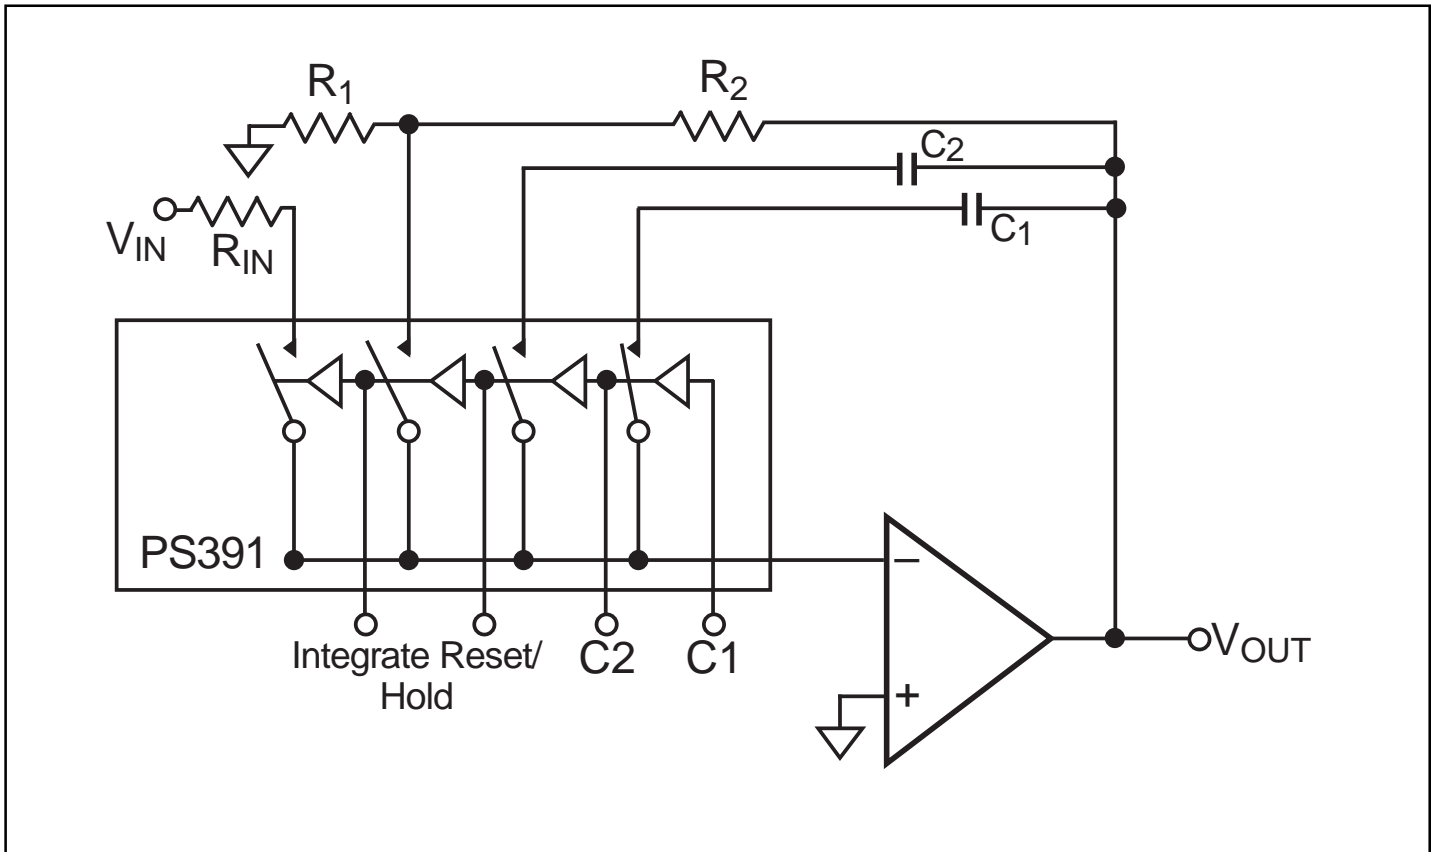 R1
R2
C2
C1
VIN
RIN
PS391
−
+
Integrate Reset/
Hold
C2
C1
VOUT